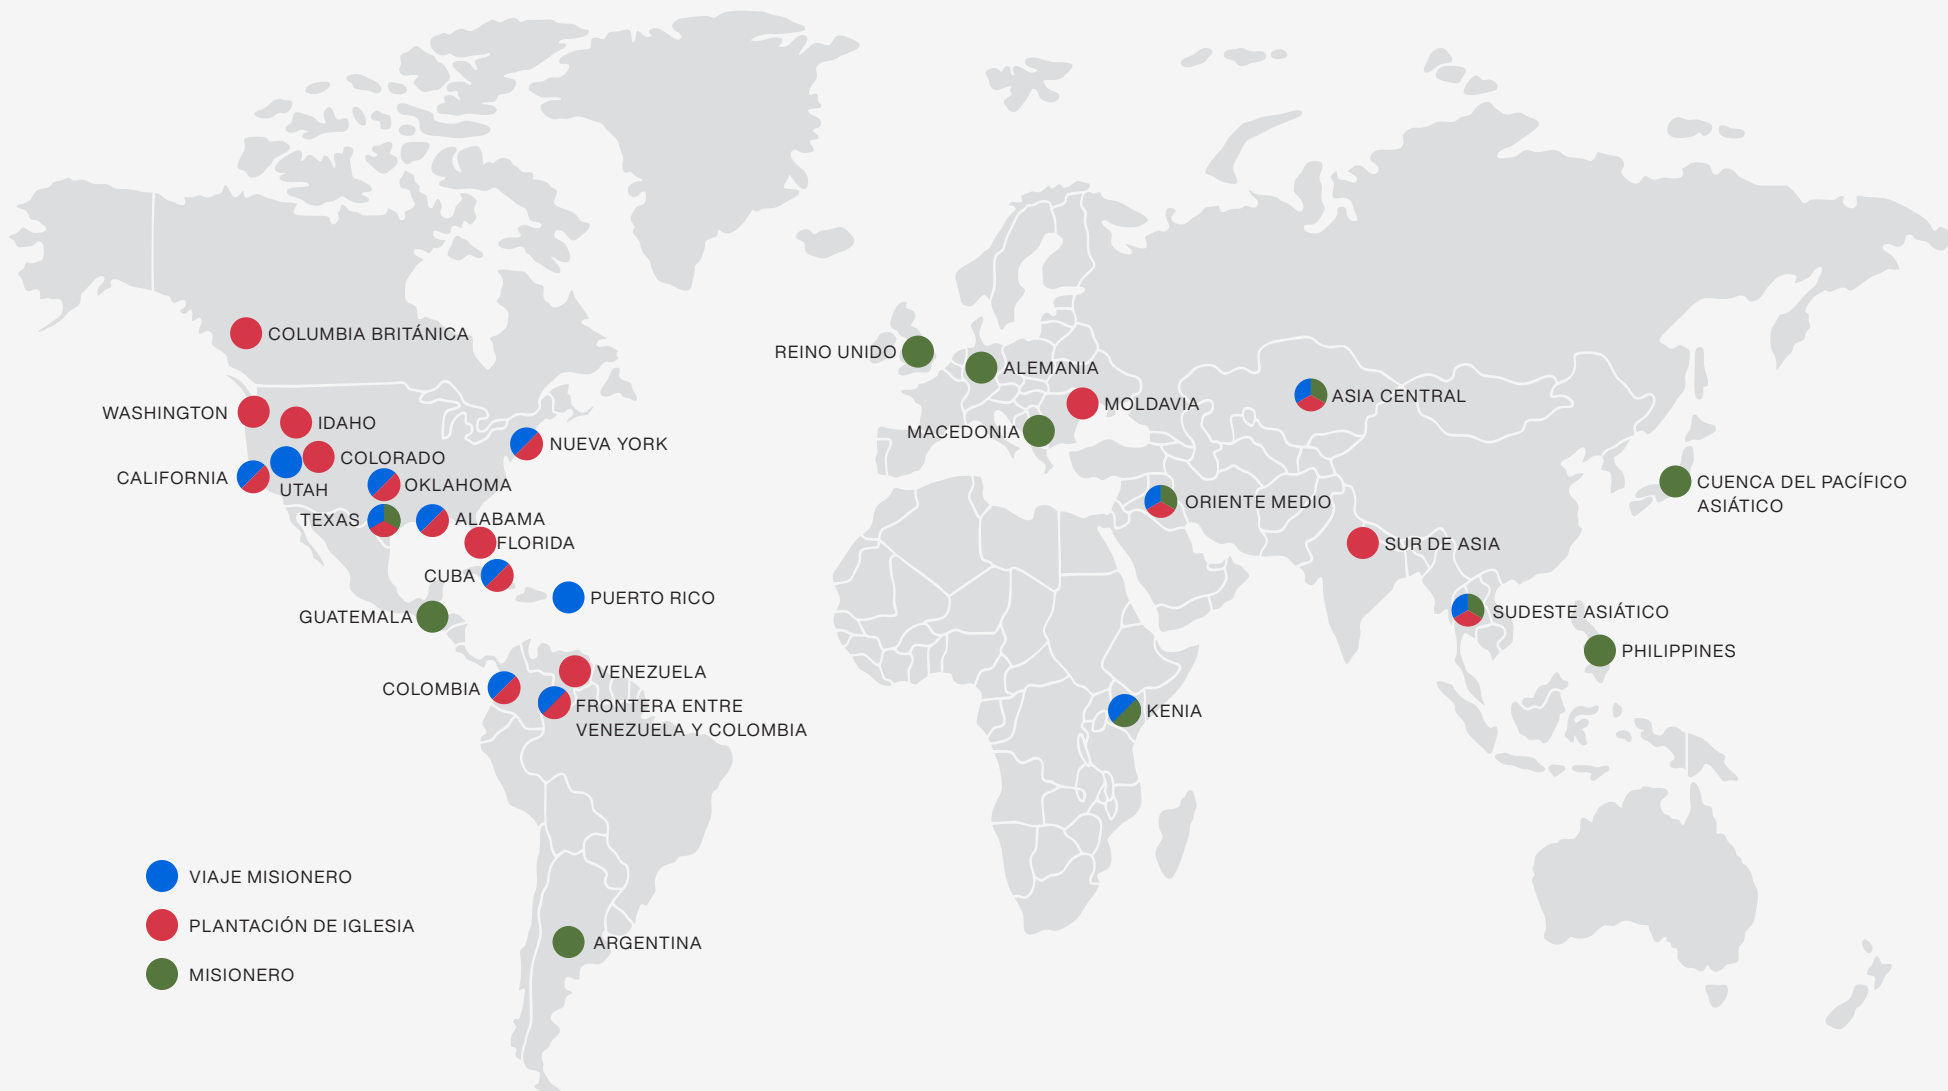 COLUMBIA BRITÁNICA
REINO UNIDO
ALEMANIA
ASIA CENTRAL
MOLDAVIA
WASHINGTON
IDAHO
MACEDONIA
NUEVA YORK
COLORADO
CALIFORNIA
UTAH
OKLAHOMA
CUENCA DEL PACÍFICO
ASIÁTICO
ORIENTE MEDIO
TEXAS
ALABAMA
FLORIDA
SUR DE ASIA
CUBA
PUERTO RICO
SUDESTE ASIÁTICO
GUATEMALA
PHILIPPINES
VENEZUELA
COLOMBIA
FRONTERA ENTRE
VENEZUELA Y COLOMBIA
KENIA
VIAJE MISIONERO
PLANTACIÓN DE IGLESIA
ARGENTINA
MISIONERO